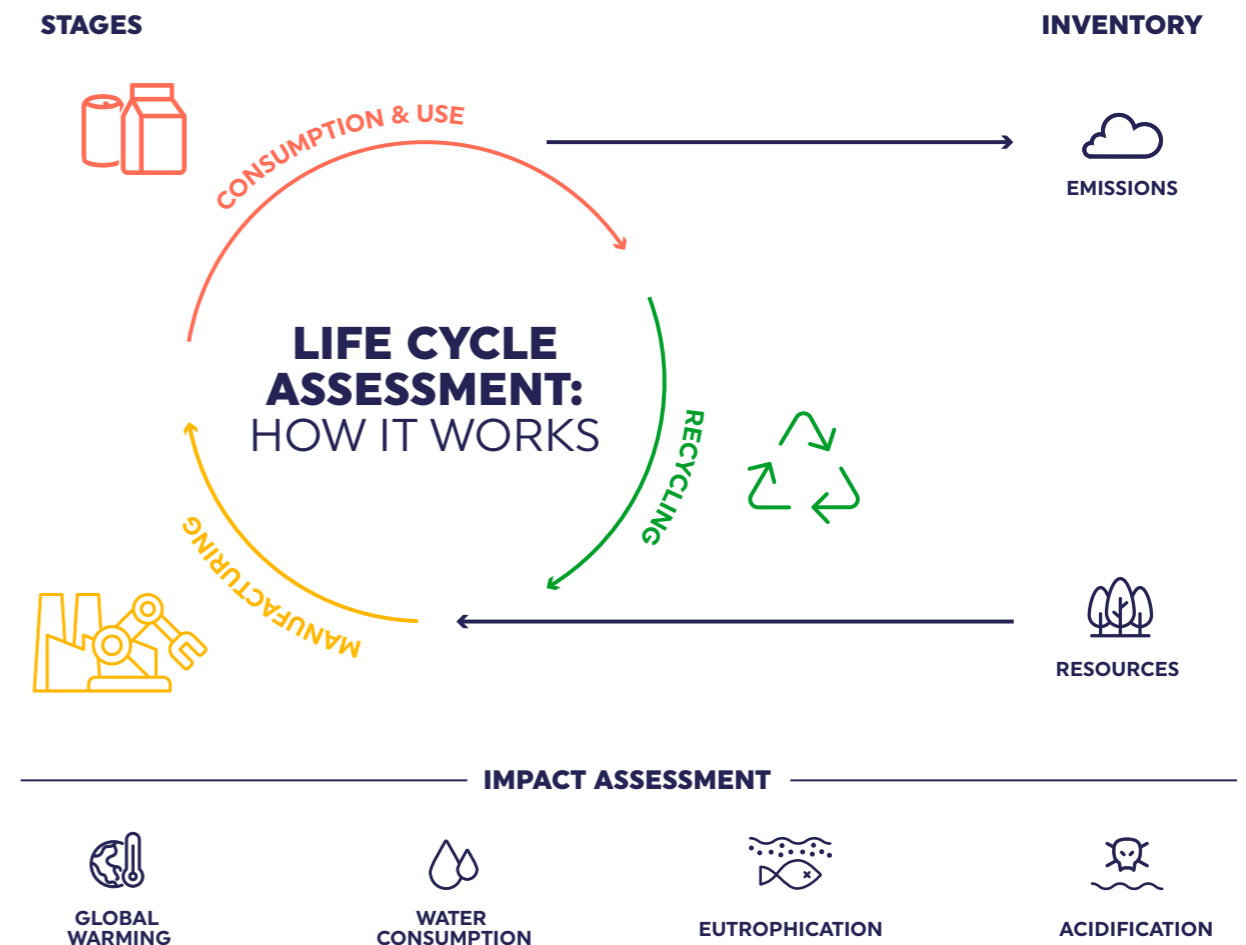 STAGES
INVENTORY
CONSUMPTION & USE
EMISSIONS
LIFE CYCLE
ASSESSMENT:
HOW IT WORKS
RECYCLING
MANUFACTURING
RESOURCES
IMPACT ASSESSMENT
GLOBAL
WARMING
WATER
CONSUMPTION
EUTROPHICATION
ACIDIFICATION